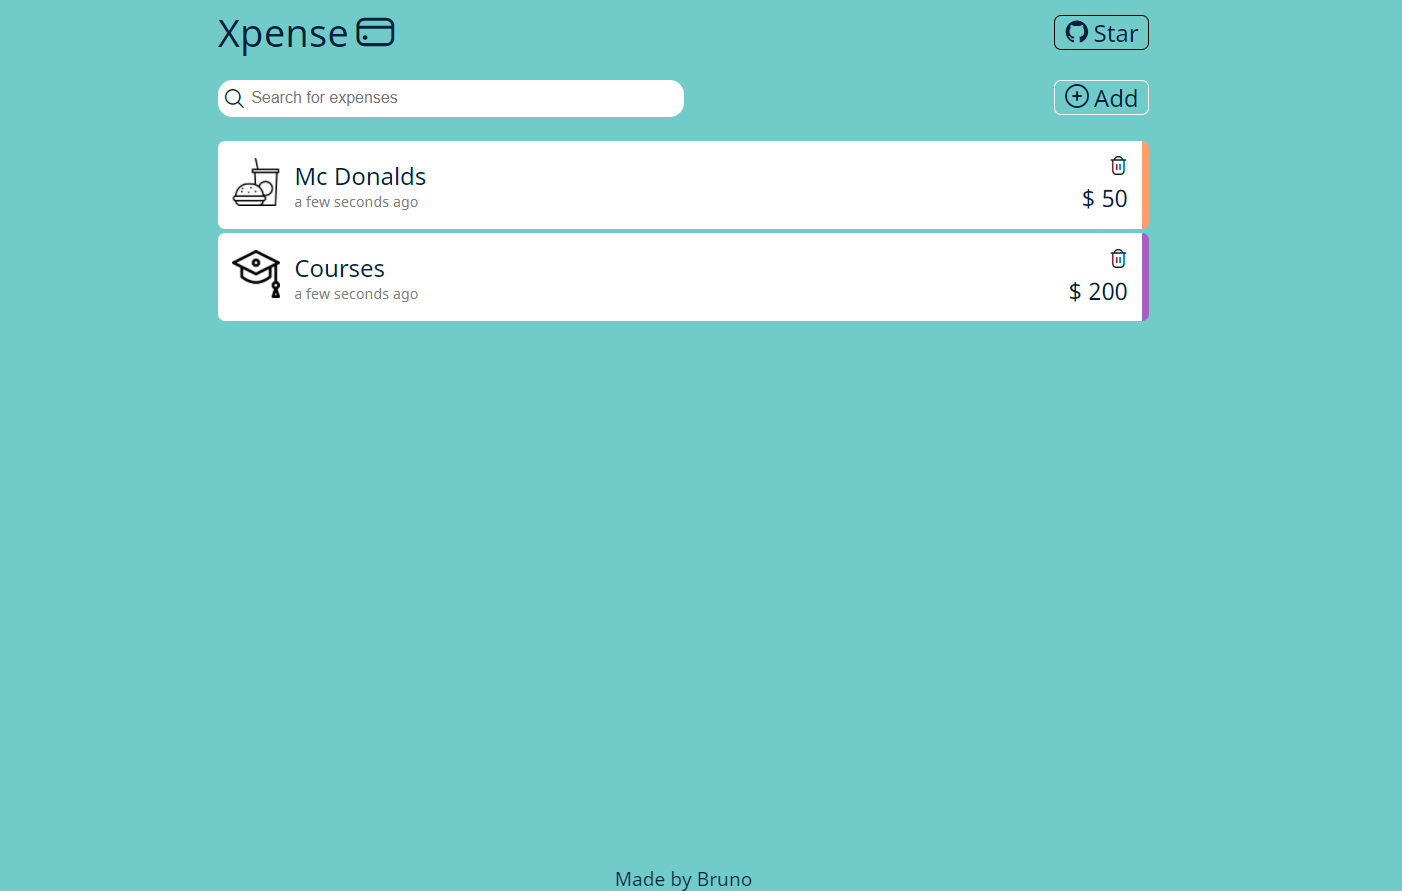 Xpense
Star
Search for expenses
Add
Mc Donalds
a few seconds ago
$ 50
Courses
a few seconds ago
$ 200
Made by Bruno